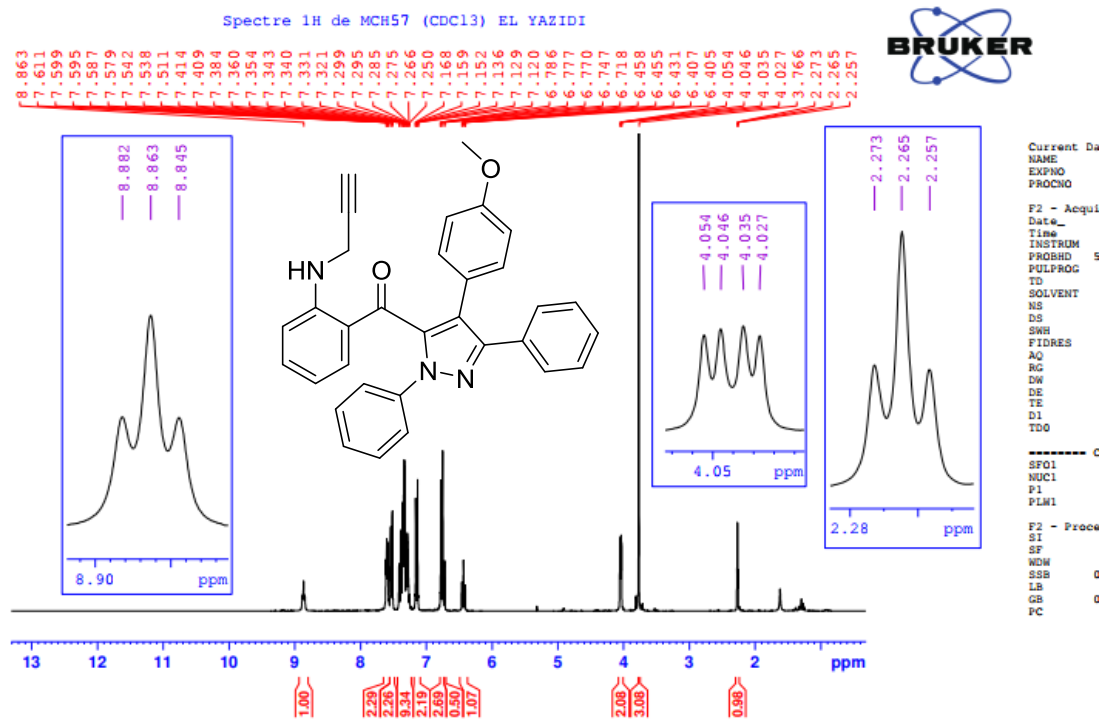 Spectre 1H de MCH57 (CDCl3) EL YAZIDI
BRUKER
8.863
7.611
7.599
7.595
7.587
7.579
7.542
7.538
7.511
7.414
7.409
7.384
7.360
7.354
7.343
7.340
7.331
7.321
7.299
7.295
7.285
7.275
7.266
7.250
7.168
7.159
7.152
7.136
7.129
7.120
6.786
6.777
6.770
6.747
6.718
6.458
6.455
6.431
6.407
6.405
4.054
4.046
4.035
4.027
3.766
2.273
2.265
2.257
8.882
8.863
8.845
8.90 ppm
O
HN
O
N
N
4.054
4.046
4.035
4.027
4.05 ppm
2.273
2.265
2.257
2.28 ppm
Current Da
NAME
EXPNO
PROCNO
F2 - Acqui
Date_
Time
INSTRUM
PROBHD 5
PULPROG
TD
SOLVENT
NS
DS
SWH
FIDRES
AQ
RG
DW
DE
TE
D1
TD0
======== C
SFO1
NUC1
P1
PLW1
F2 - Proce
SI
SF
WDW
SSB 0
LB
GB 0
PC
13 12 11 10 9 8 7 6 5 4 3 2 ppm
1.00
2.29
2.26
9.34
2.19
2.69
0.50
1.07
2.08
3.08
0.98